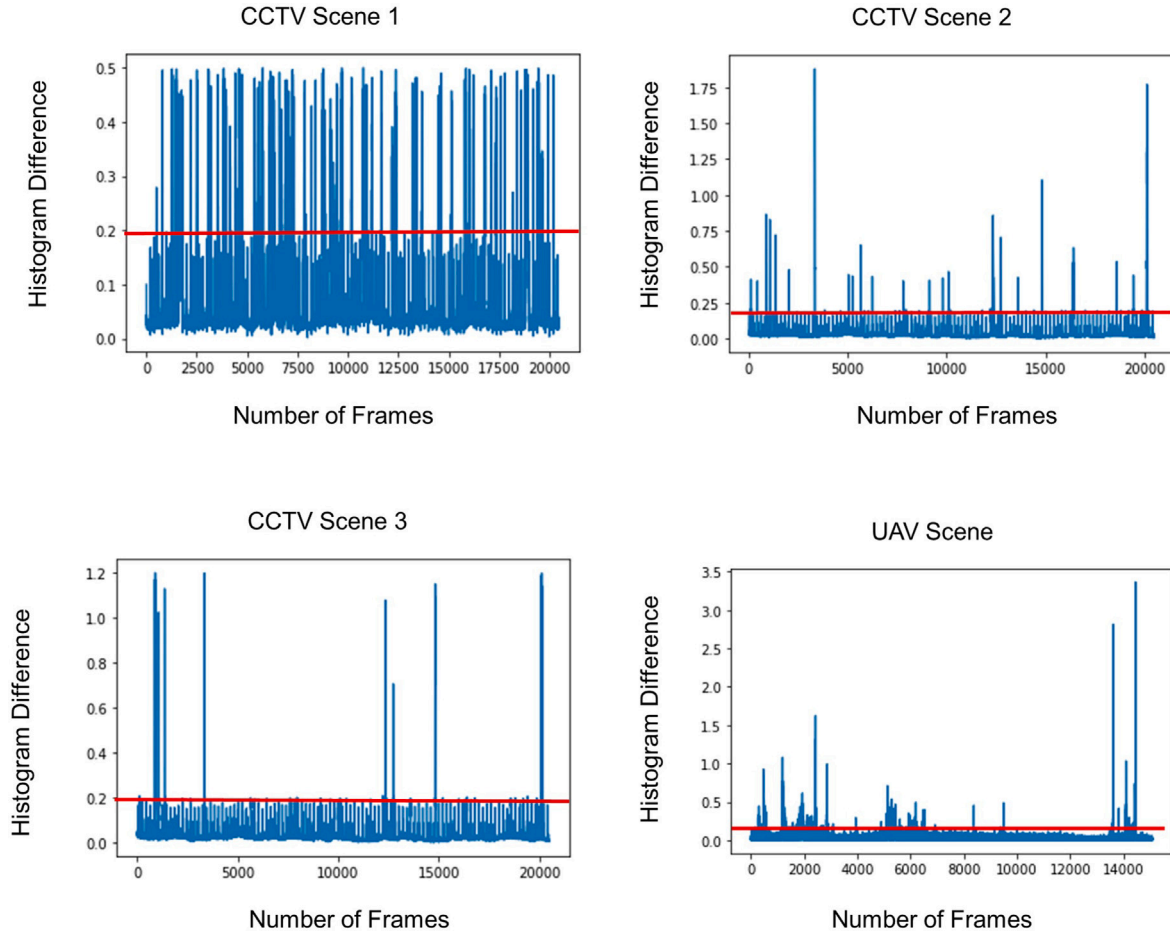 CCTV Scene 1
CCTV Scene 2
Histogram Difference
0.5
0.4
0.3
0.2
0.1
0.0
0 2500 5000 7500 10000 12500 15000 17500 20000
Number of Frames
Histogram Difference
1.75
1.50
1.25
1.00
0.75
0.50
0.25
0.00
0 5000 10000 15000 20000
Number of Frames
CCTV Scene 3
UAV Scene
Histogram Difference
1.2
1.0
0.8
0.6
0.4
0.2
0.0
0 5000 10000 15000 20000
Number of Frames
Histogram Difference
3.5
3.0
2.5
2.0
1.5
1.0
0.5
0.0
0 2000 4000 6000 8000 10000 12000 14000
Number of Frames